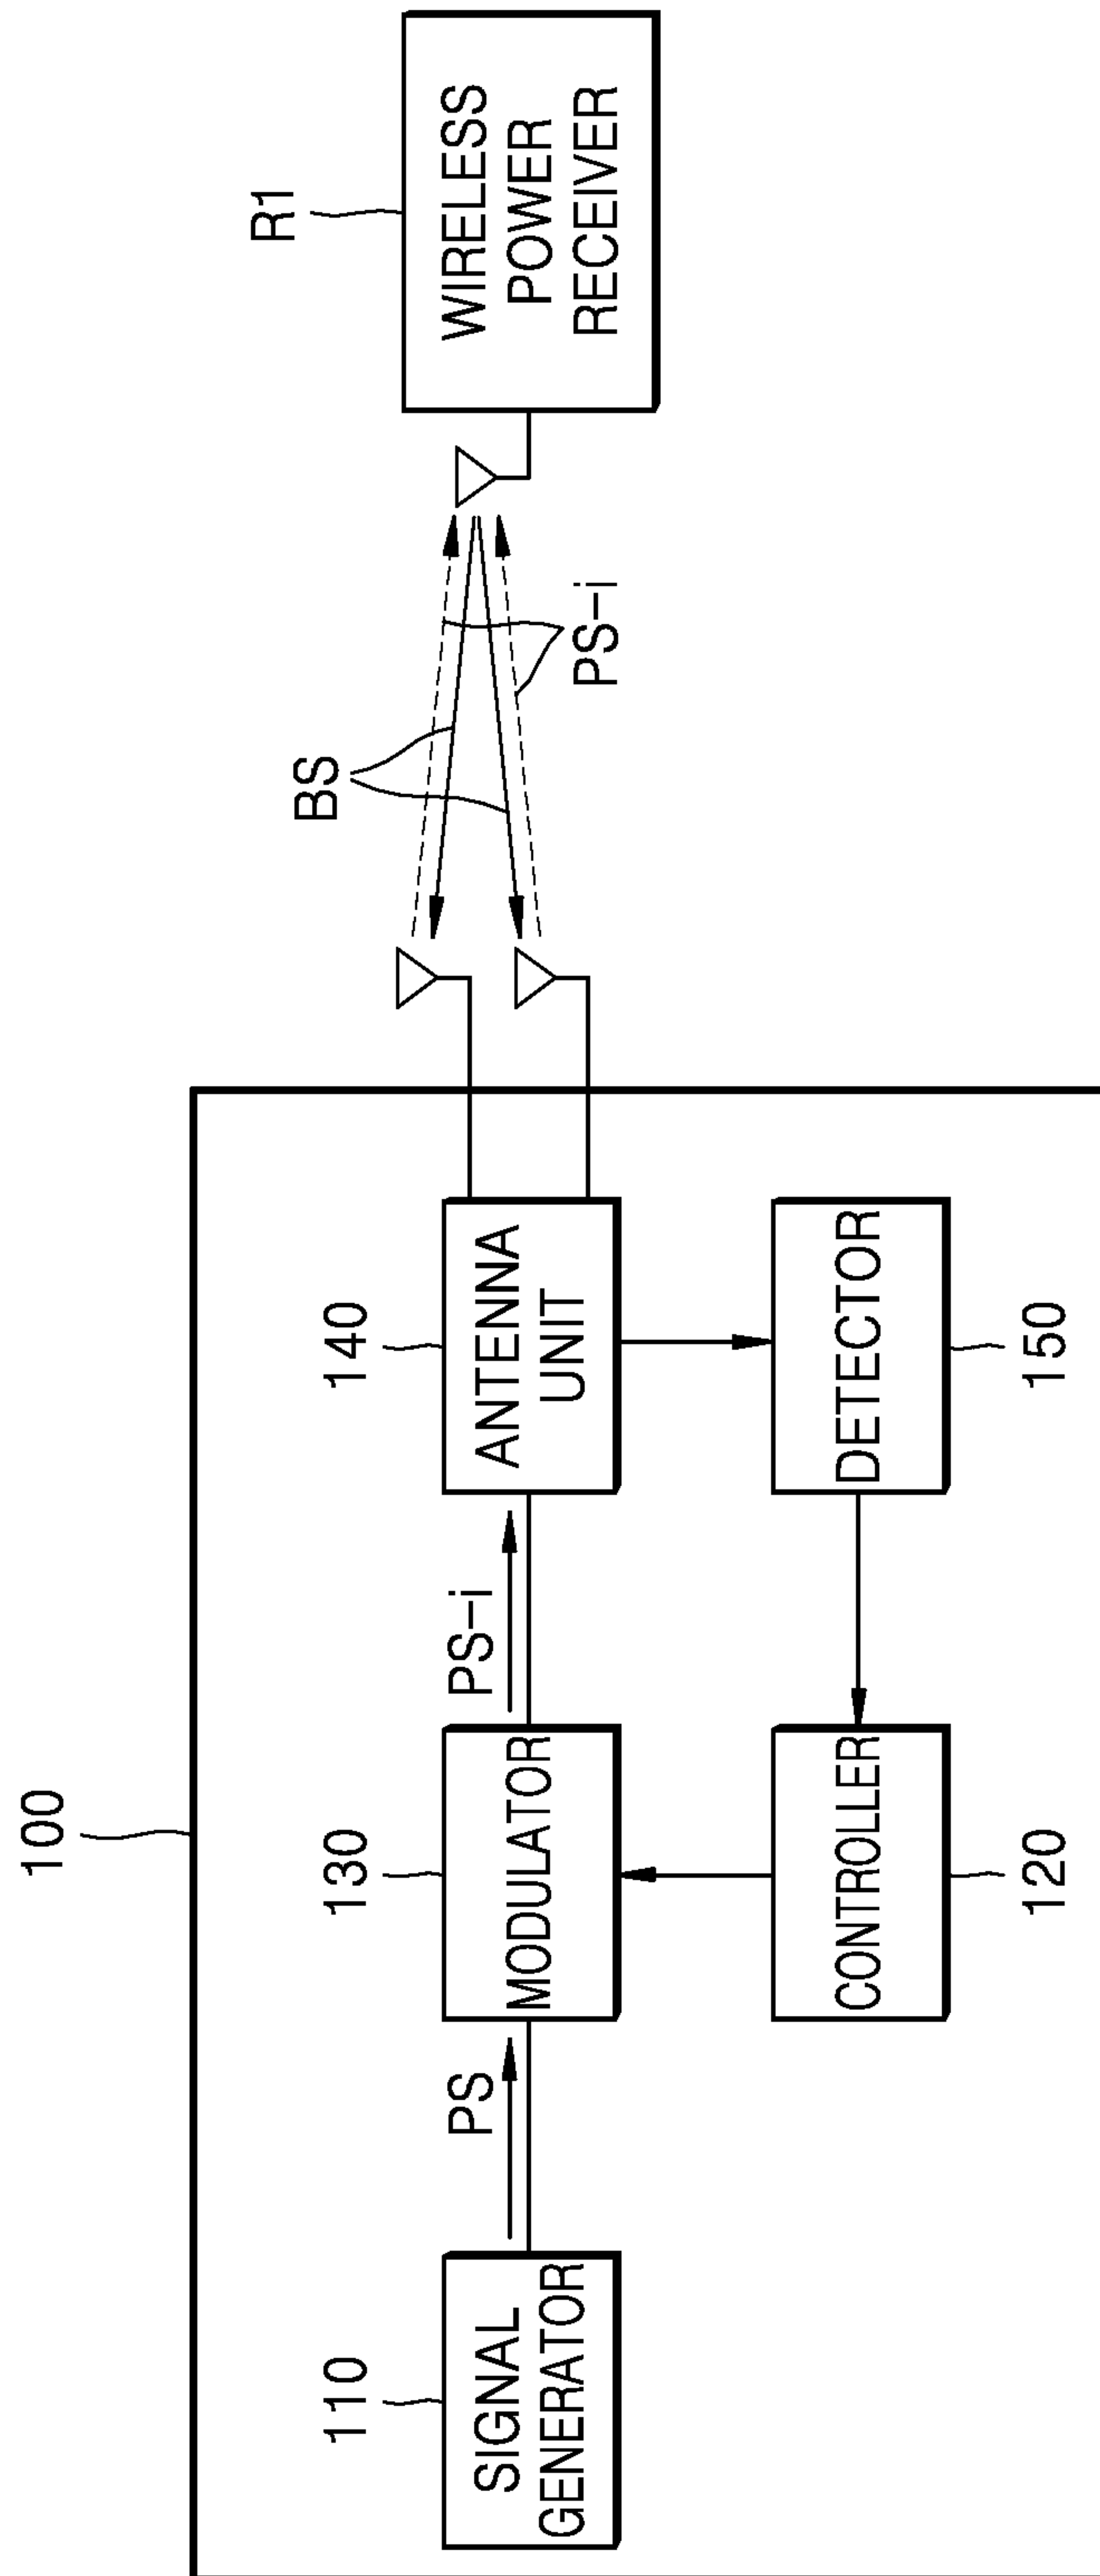 100
110
SIGNAL
GENERATOR
PS
130
MODULATOR
PS-i
140
ANTENNA
UNIT
120
CONTROLLER
150
DETECTOR
BS
PS-i
R1
WIRELESS
POWER
RECEIVER